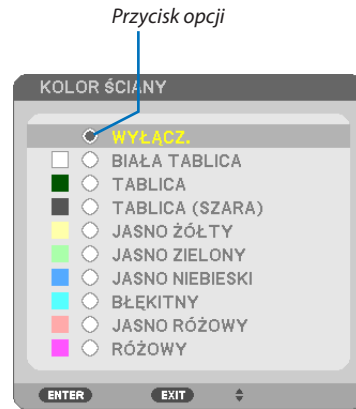 Przycisk opcji
KOLOR ŚCIANY
WYŁĄCZ.
BIAŁA TABLICA
TABLICA
TABLICA (SZARA)
JASNO ŻÓŁTY
JASNO ZIELONY
JASNO NIEBIESKI
BŁĘKITNY
JASNO RÓŻOWY
RÓŻOWY
ENTER EXIT